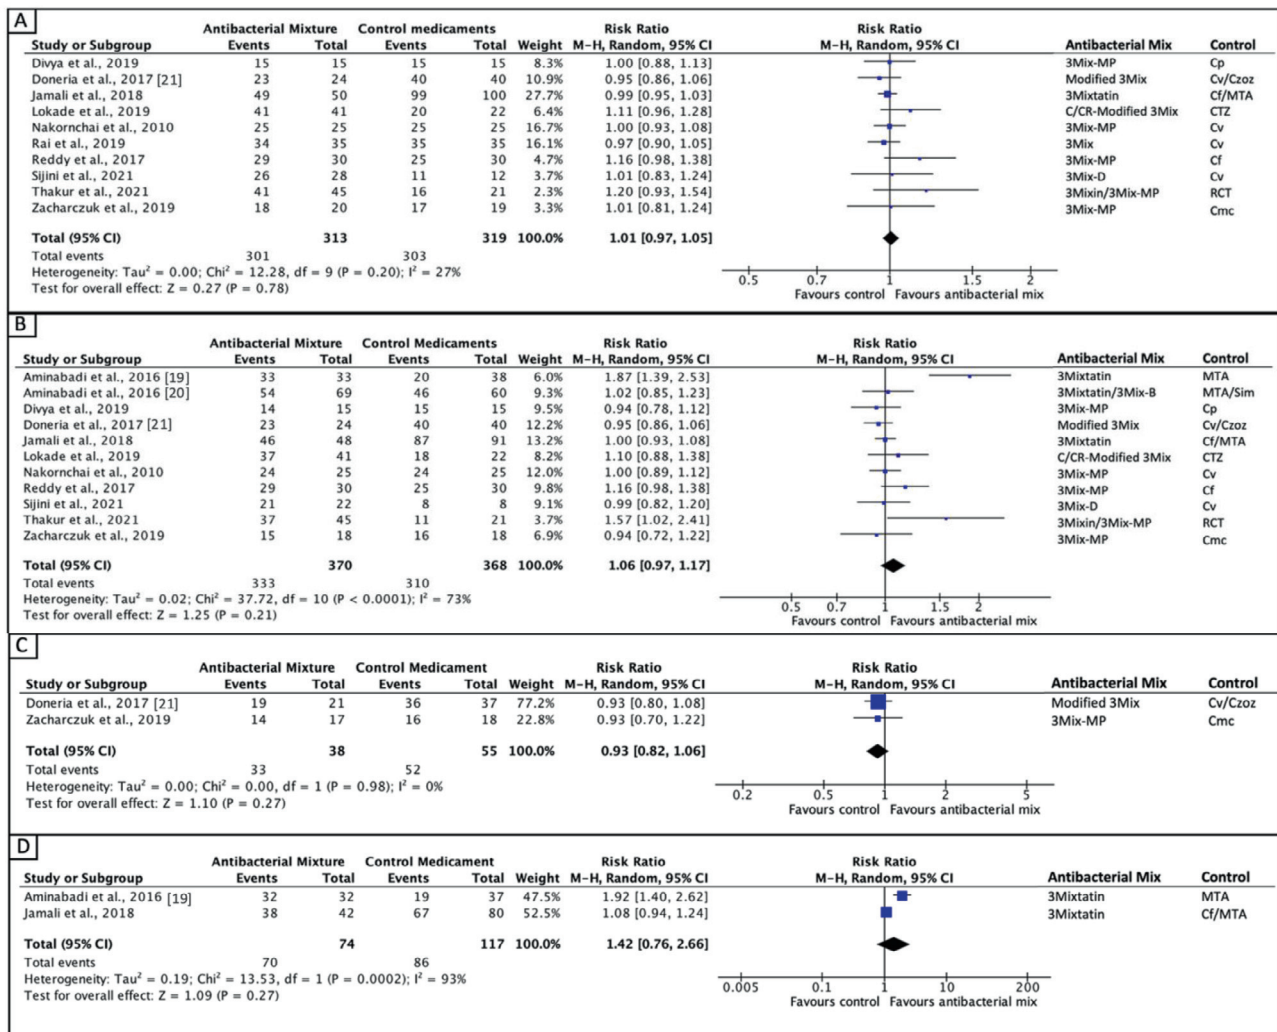 A
Antibacterial Mixture Control medicaments Risk Ratio Risk Ratio
Study or Subgroup Events Total Events Total Weight M-H, Random, 95% CI M-H, Random, 95% CI Antibacterial Mix Control
Divya et al., 2019 15 15 15 15 8.3% 1.00 [0.88, 1.13] 3Mix-MP Cp
Doneria et al., 2017 [21] 23 24 40 40 10.9% 0.95 [0.86, 1.06] Modified 3Mix Cv/Czoz
Jamali et al., 2018 49 50 99 100 27.7% 0.99 [0.95, 1.03] 3Mixtatin Cf/MTA
Lokade et al., 2019 41 41 20 22 6.4% 1.11 [0.96, 1.28] C/CR-Modified 3Mix CTZ
Nakornchai et al., 2010 25 25 25 25 16.7% 1.00 [0.93, 1.08] 3Mix-MP Cv
Rai et al., 2019 34 35 35 35 16.1% 0.97 [0.90, 1.05] 3Mix Cv
Reddy et al., 2017 29 30 25 30 4.7% 1.16 [0.98, 1.38] 3Mix-MP Cf
Sijini et al., 2021 26 28 11 12 3.7% 1.01 [0.83, 1.24] 3Mix-D Cv
Thakur et al., 2021 41 45 16 21 2.3% 1.20 [0.93, 1.54] 3Mixin/3Mix-MP RCT
Zacharczuk et al., 2019 18 20 17 19 3.3% 1.01 [0.81, 1.24] 3Mix-MP Cmc
Total (95% CI) 313 319 100.0% 1.01 [0.97, 1.05]
Total events 301 303
Heterogeneity: Tau² = 0.00; Chi² = 12.28, df = 9 (P = 0.20); I² = 27%
Test for overall effect: Z = 0.27 (P = 0.78)
0.5 0.7 1 1.5 2
Favours control Favours antibacterial mix
B
Antibacterial Mixture Control Medicaments Risk Ratio Risk Ratio
Study or Subgroup Events Total Events Total Weight M-H, Random, 95% CI M-H, Random, 95% CI Antibacterial Mix Control
Aminabadi et al., 2016 [19] 33 33 20 38 6.0% 1.87 [1.39, 2.53] 3Mixtatin MTA
Aminabadi et al., 2016 [20] 54 69 46 60 9.3% 1.02 [0.85, 1.23] 3Mixtatin/3Mix-B MTA/Sim
Divya et al., 2019 14 15 15 15 9.5% 0.94 [0.78, 1.12] 3Mix-MP Cp
Doneria et al., 2017 [21] 23 24 40 40 12.2% 0.95 [0.86, 1.06] Modified 3Mix Cv/Czoz
Jamali et al., 2018 46 48 87 91 13.2% 1.00 [0.93, 1.08] 3Mixtatin Cf/MTA
Lokade et al., 2019 37 41 18 22 8.2% 1.10 [0.88, 1.38] C/CR-Modified 3Mix CTZ
Nakornchai et al., 2010 24 25 24 25 12.0% 1.00 [0.89, 1.12] 3Mix-MP Cv
Reddy et al., 2017 29 30 25 30 9.8% 1.16 [0.98, 1.38] 3Mix-MP Cf
Sijini et al., 2021 21 22 8 8 9.1% 0.99 [0.82, 1.20] 3Mix-D Cv
Thakur et al., 2021 37 45 11 21 3.7% 1.57 [1.02, 2.41] 3Mixin/3Mix-MP RCT
Zacharczuk et al., 2019 15 18 16 18 6.9% 0.94 [0.72, 1.22] 3Mix-MP Cmc
Total (95% CI) 370 368 100.0% 1.06 [0.97, 1.17]
Total events 333 310
Heterogeneity: Tau² = 0.02; Chi² = 37.72, df = 10 (P < 0.0001); I² = 73%
Test for overall effect: Z = 1.25 (P = 0.21)
0.5 0.7 1 1.5 2
Favours control Favours antibacterial mix
C
Antibacterial Mixture Control Medicament Risk Ratio Risk Ratio
Study or Subgroup Events Total Events Total Weight M-H, Random, 95% CI M-H, Random, 95% CI Antibacterial Mix Control
Doneria et al., 2017 [21] 19 21 36 37 77.2% 0.93 [0.80, 1.08] Modified 3Mix Cv/Czoz
Zacharczuk et al., 2019 14 17 16 18 22.8% 0.93 [0.70, 1.22] 3Mix-MP Cmc
Total (95% CI) 38 55 100.0% 0.93 [0.82, 1.06]
Total events 33 52
Heterogeneity: Tau² = 0.00; Chi² = 0.00, df = 1 (P = 0.98); I² = 0%
Test for overall effect: Z = 1.10 (P = 0.27)
0.2 0.5 1 2 5
Favours control Favours antibacterial mix
D
Antibacterial Mixture Control Medicament Risk Ratio Risk Ratio
Study or Subgroup Events Total Events Total Weight M-H, Random, 95% CI M-H, Random, 95% CI Antibacterial Mix Control
Aminabadi et al., 2016 [19] 32 32 19 37 47.5% 1.92 [1.40, 2.62] 3Mixtatin MTA
Jamali et al., 2018 38 42 67 80 52.5% 1.08 [0.94, 1.24] 3Mixtatin Cf/MTA
Total (95% CI) 74 117 100.0% 1.42 [0.76, 2.66]
Total events 70 86
Heterogeneity: Tau² = 0.19; Chi² = 13.53, df = 1 (P = 0.0002); I² = 93%
Test for overall effect: Z = 1.09 (P = 0.27)
0.005 0.1 1 10 200
Favours control Favours antibacterial mix